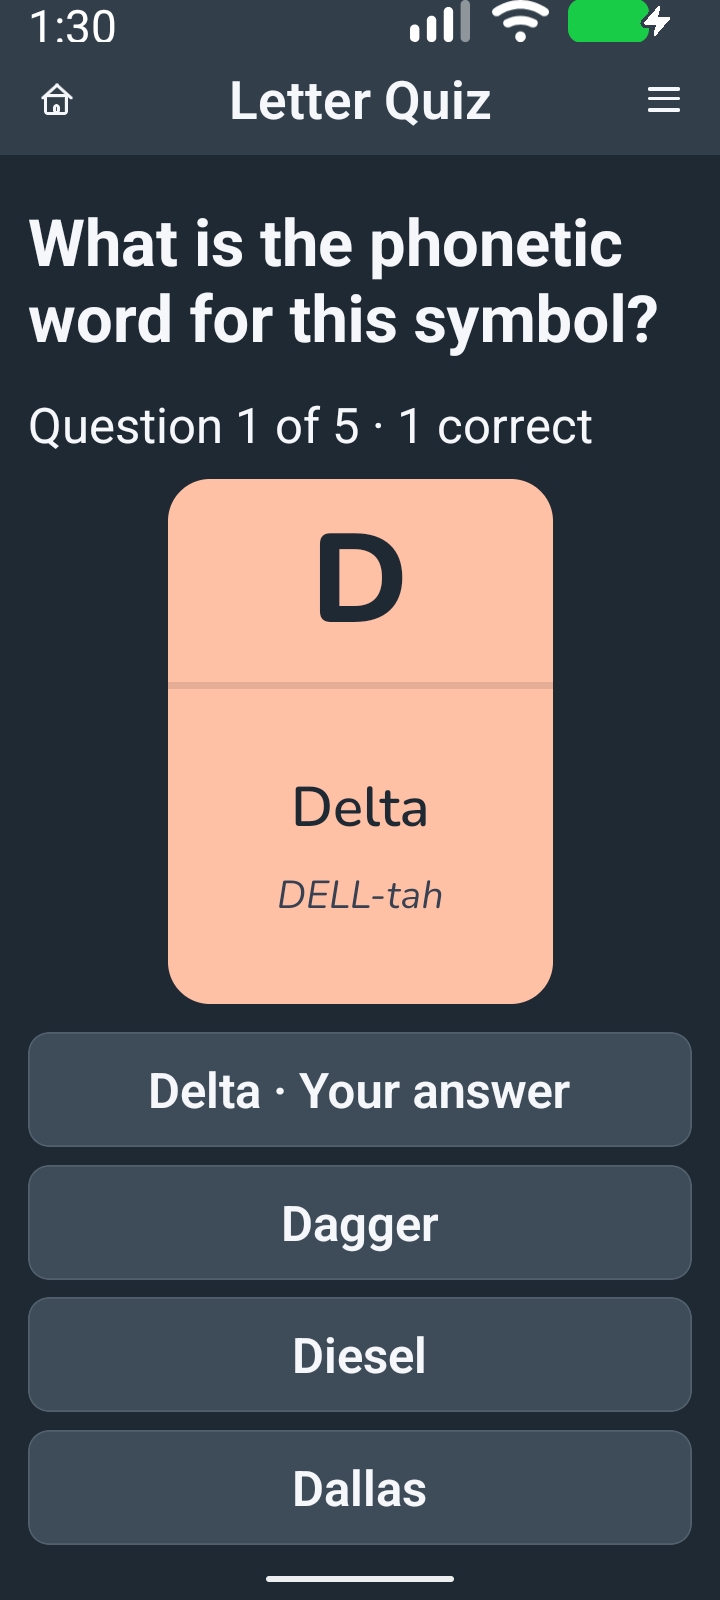 1:30
Letter Quiz
What is the phonetic
word for this symbol?
Question 1 of 5 · 1 correct
D
Delta
DELL-tah
Delta · Your answer
Dagger
Diesel
Dallas